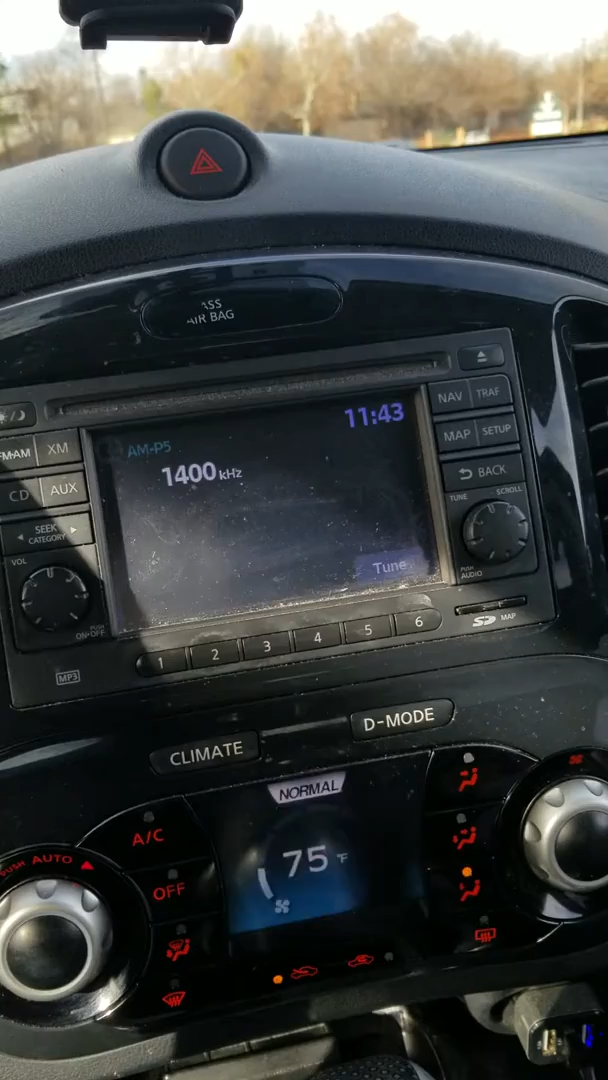 ASS
AIR BAG
NAV TRAF
FM•AM XM
MAP SETUP
CD AUX
BACK
SEEK
CATEGORY
TUNE SCROLL
VOL
PUSH
ON•OFF
PUSH
AUDIO
AM-P5 11:43
1400 kHz
Tune
1 2 3 4 5 6
SD MAP
MP3
CLIMATE D-MODE
NORMAL
A/C
75 °F
PUSH AUTO
OFF